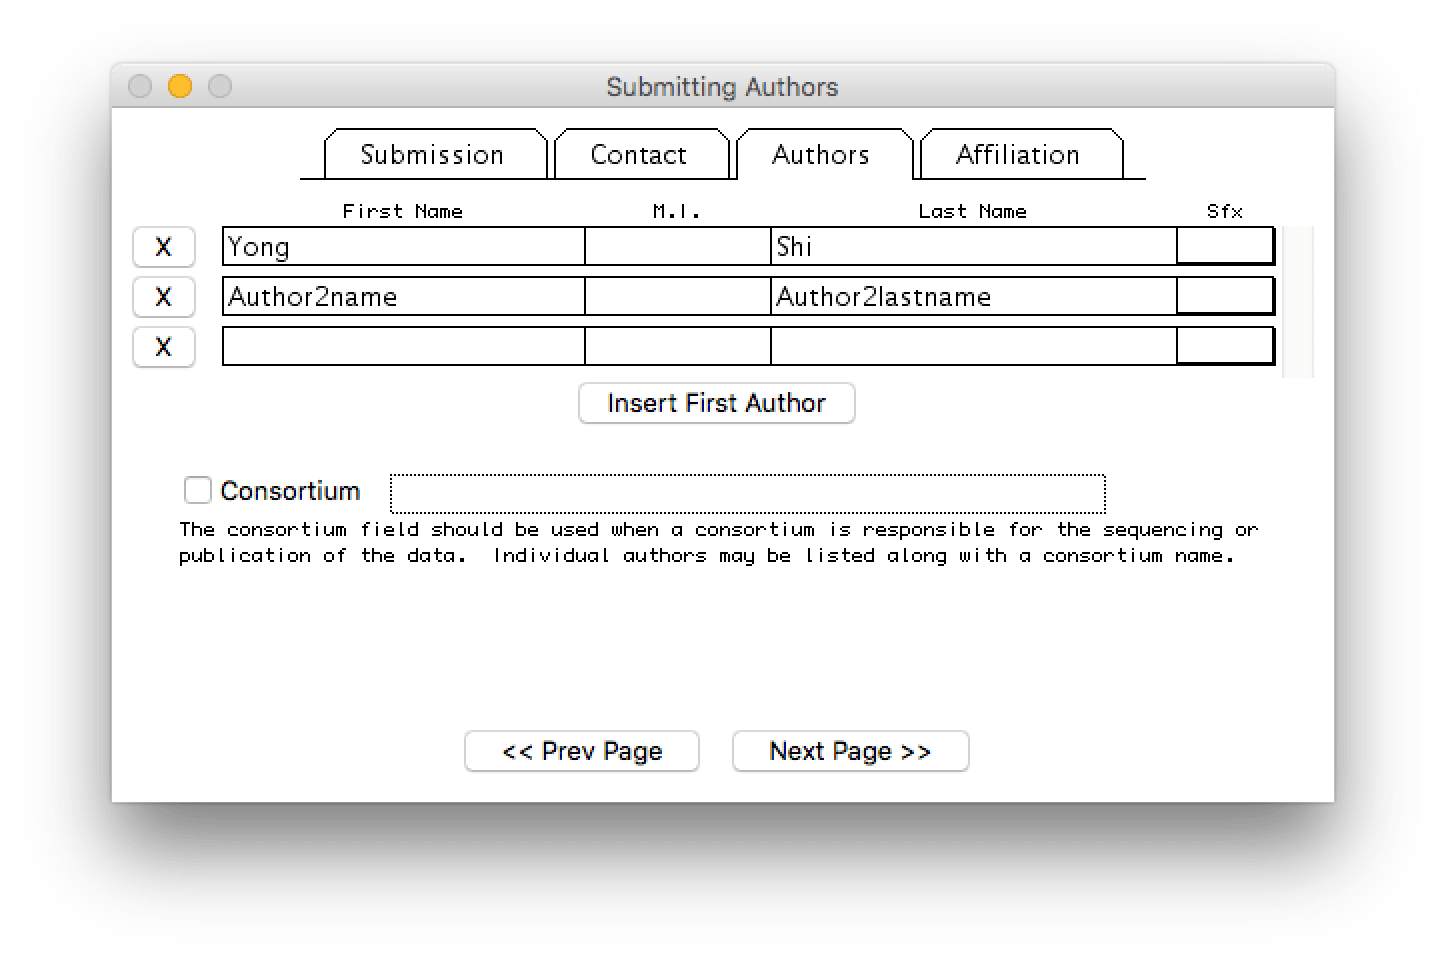 Submitting Authors
Submission Contact Authors Affiliation
First Name M.I. Last Name Sfx
X Yong Shi
X Author2name Author2lastname
X
Insert First Author
Consortium
The consortium field should be used when a consortium is responsible for the sequencing or
publication of the data. Individual authors may be listed along with a consortium name.
<< Prev Page Next Page >>